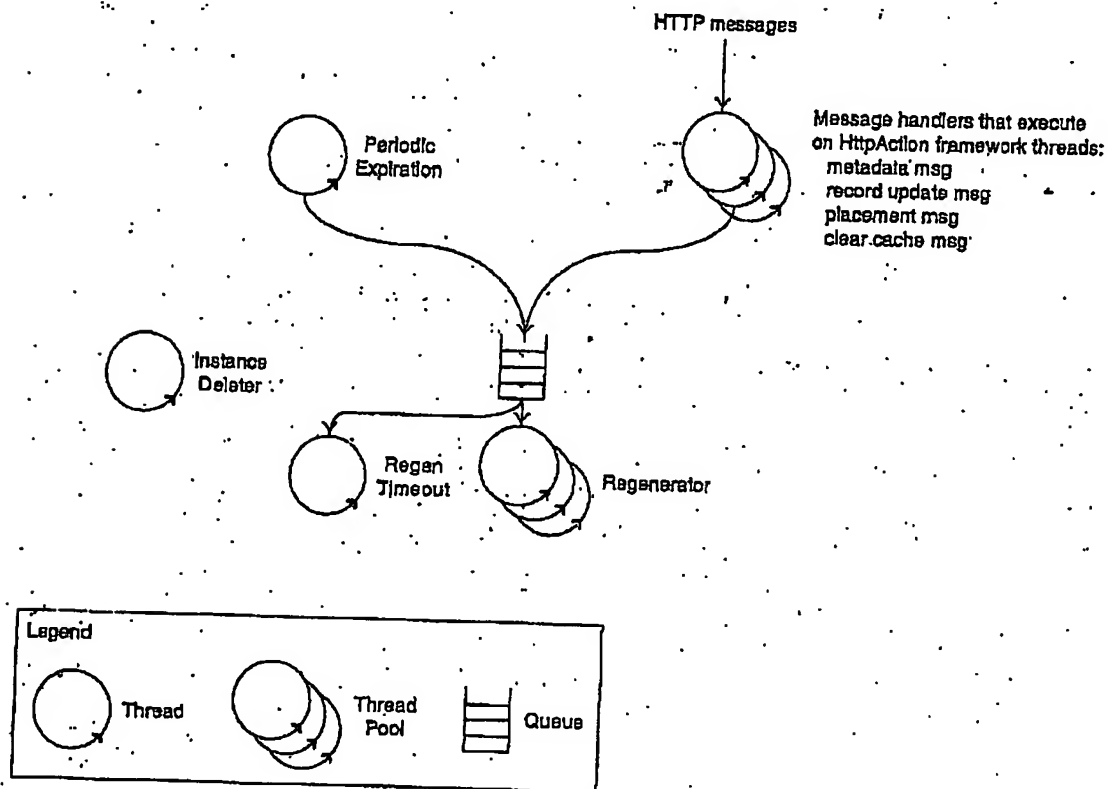 HTTP messages
Message handlers that execute
on HttpAction framework threads:
metadata msg
record update msg
placement msg
clear cache msg
Periodic
Expiration
Instance
Deleter
Regen
Timeout
Regenerator
Legend
Thread
Thread
Pool
Queue